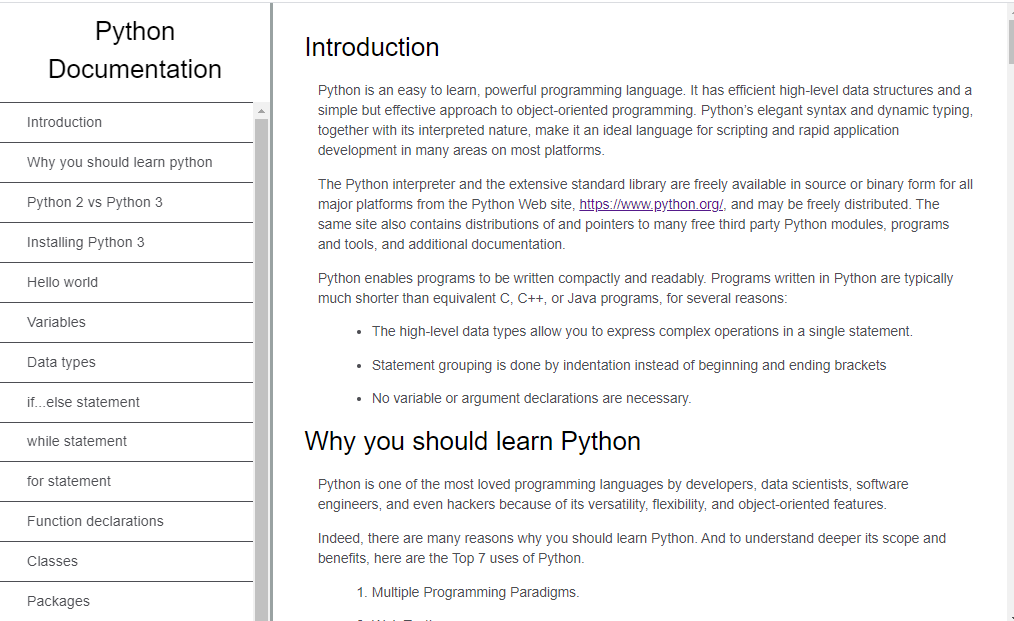 Python
Documentation
Introduction
Why you should learn python
Python 2 vs Python 3
Installing Python 3
Hello world
Variables
Data types
if...else statement
while statement
for statement
Function declarations
Classes
Packages
Introduction
Python is an easy to learn, powerful programming language. It has efficient high-level data structures and a
simple but effective approach to object-oriented programming. Python’s elegant syntax and dynamic typing,
together with its interpreted nature, make it an ideal language for scripting and rapid application
development in many areas on most platforms.
The Python interpreter and the extensive standard library are freely available in source or binary form for all
major platforms from the Python Web site, https://www.python.org/, and may be freely distributed. The
same site also contains distributions of and pointers to many free third party Python modules, programs
and tools, and additional documentation.
Python enables programs to be written compactly and readably. Programs written in Python are typically
much shorter than equivalent C, C++, or Java programs, for several reasons:
• The high-level data types allow you to express complex operations in a single statement.
• Statement grouping is done by indentation instead of beginning and ending brackets
• No variable or argument declarations are necessary.
Why you should learn Python
Python is one of the most loved programming languages by developers, data scientists, software
engineers, and even hackers because of its versatility, flexibility, and object-oriented features.
Indeed, there are many reasons why you should learn Python. And to understand deeper its scope and
benefits, here are the Top 7 uses of Python.
1. Multiple Programming Paradigms.